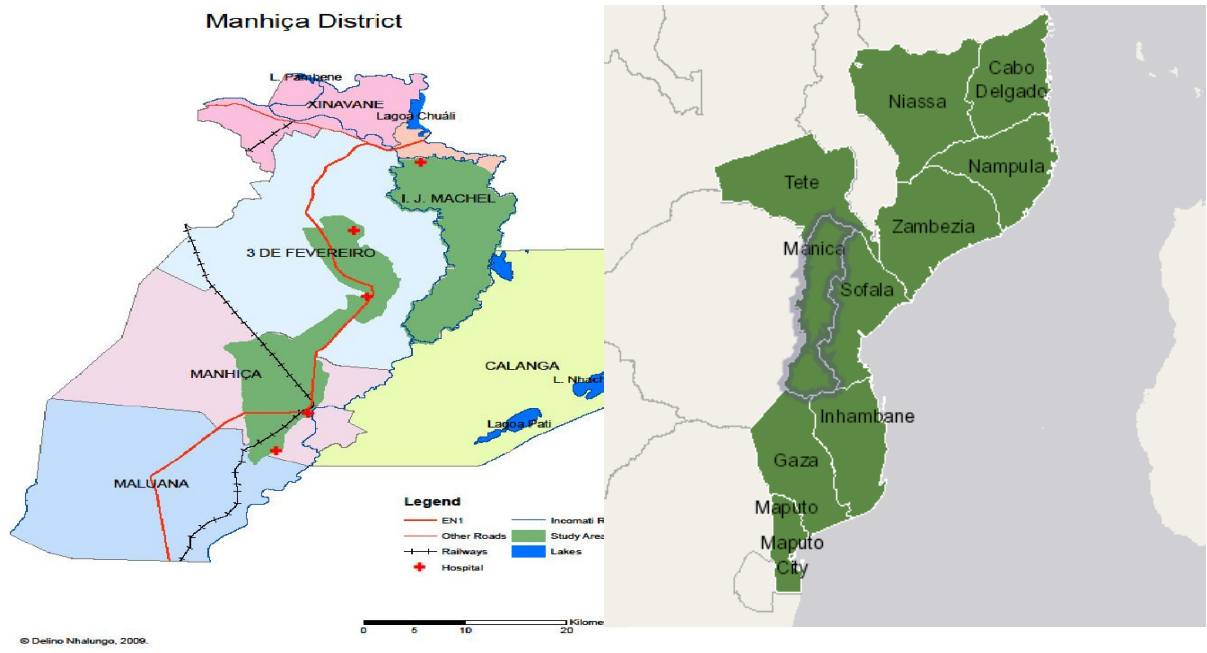 Manhiça District
L. Pambene
XINAVANE
Lagoa Chuáli
I. J. MACHEL
3 DE FEVEREIRO
MANHIÇA
CALANGA
L. Nhach
Lagoa Pati
MALUANA
Legend
EN1
Other Roads
Railways
Hospital
Incomati R
Study Area
Lakes
0 5 10 20 Kilome
© Delino Nhalungo, 2009.
Cabo
Delgado
Niassa
Nampula
Tete
Zambezia
Manica
Sofala
Inhambane
Gaza
Maputo
Maputo
City